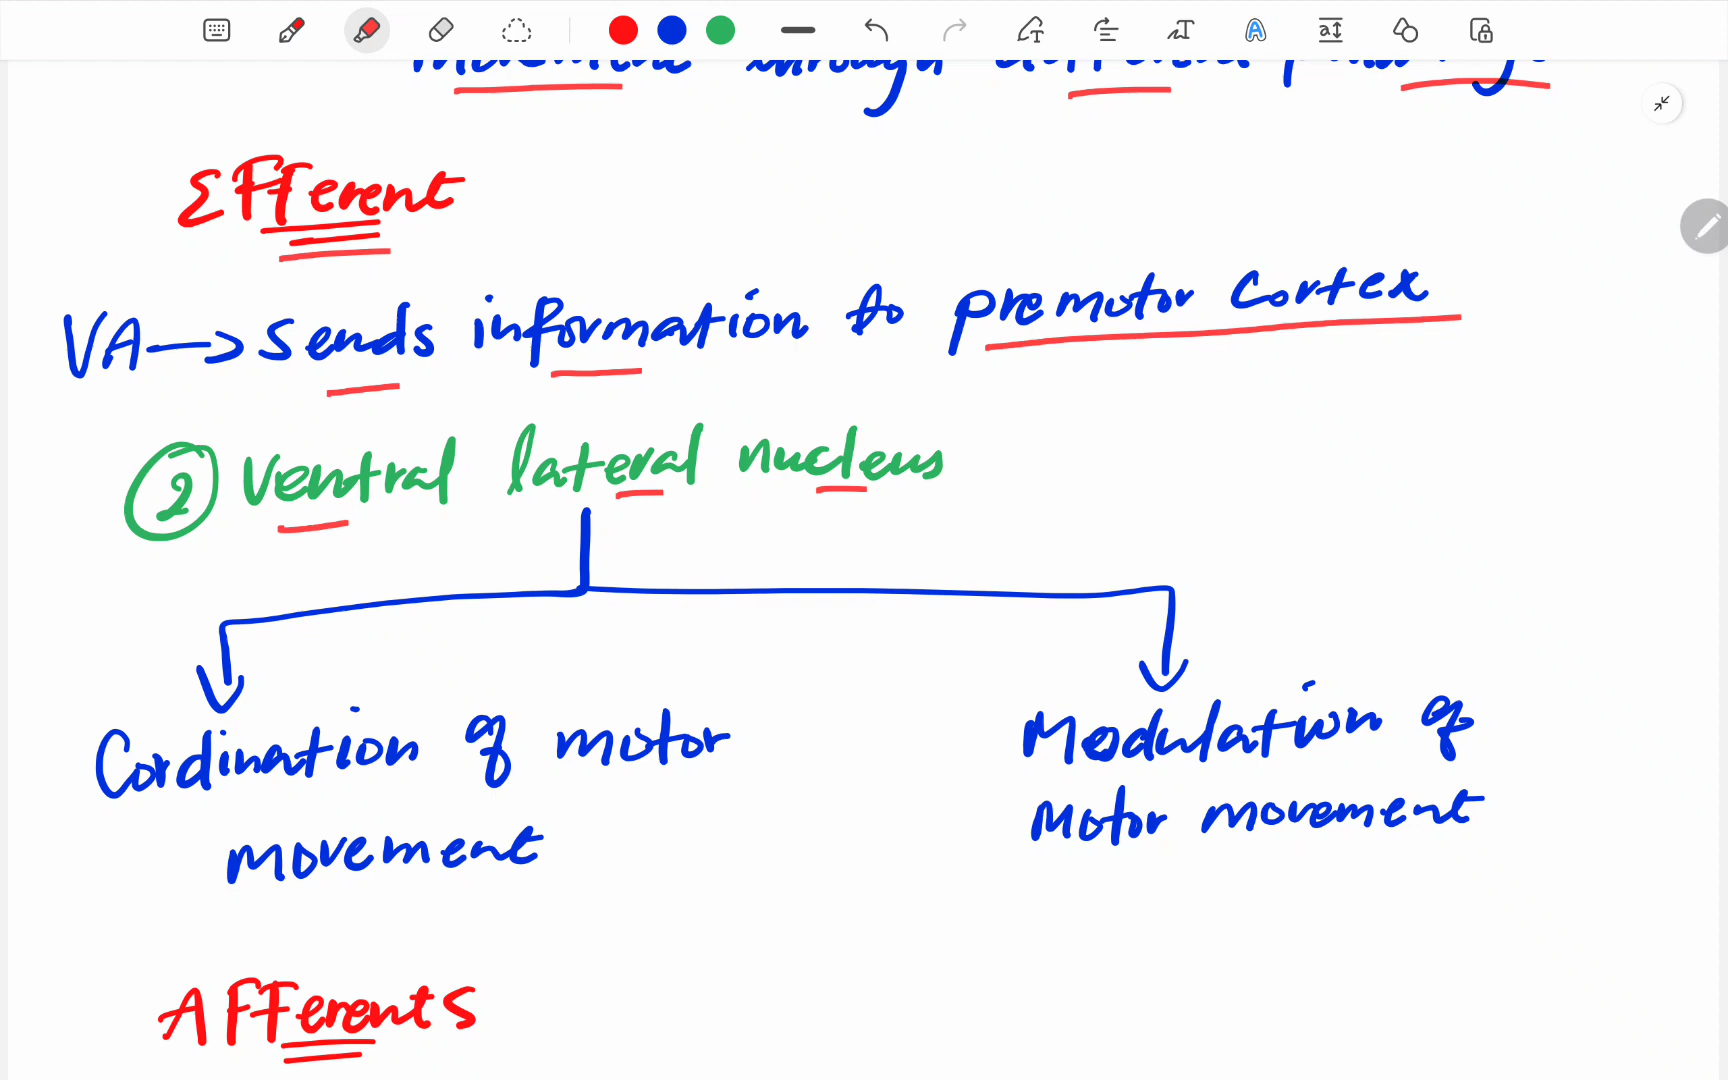 through
Efferent
VA → sends information to premotor cortex
② Ventral lateral nucleus
Cordination of motor
movement
Modulation of
Motor movement
Afferents